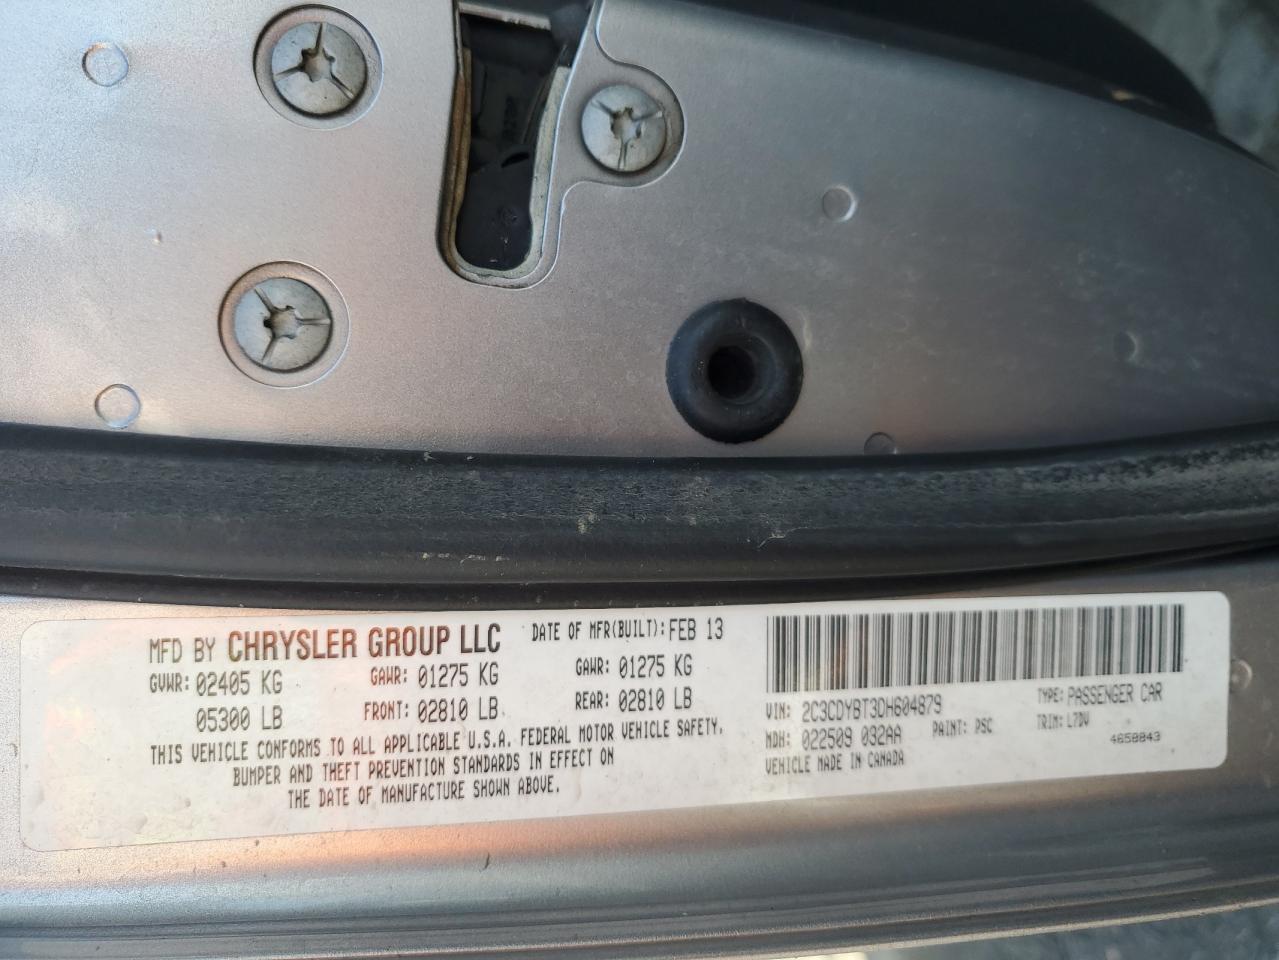 MFD BY CHRYSLER GROUP LLC DATE OF MFR(BUILT): FEB 13
GVWR: 02405 KG GAWR: 01275 KG GAWR: 01275 KG
05300 LB FRONT: 02810 LB REAR: 02810 LB
THIS VEHICLE CONFORMS TO ALL APPLICABLE U.S.A. FEDERAL MOTOR VEHICLE SAFETY,
BUMPER AND THEFT PREVENTION STANDARDS IN EFFECT ON
THE DATE OF MANUFACTURE SHOWN ABOVE.
VIN: 2C3CDYBT3DH604879 TYPE: PASSENGER CAR
MDH: 022509 092AA PAINT: PSC TRIM: L7DV
VEHICLE MADE IN CANADA 4658843